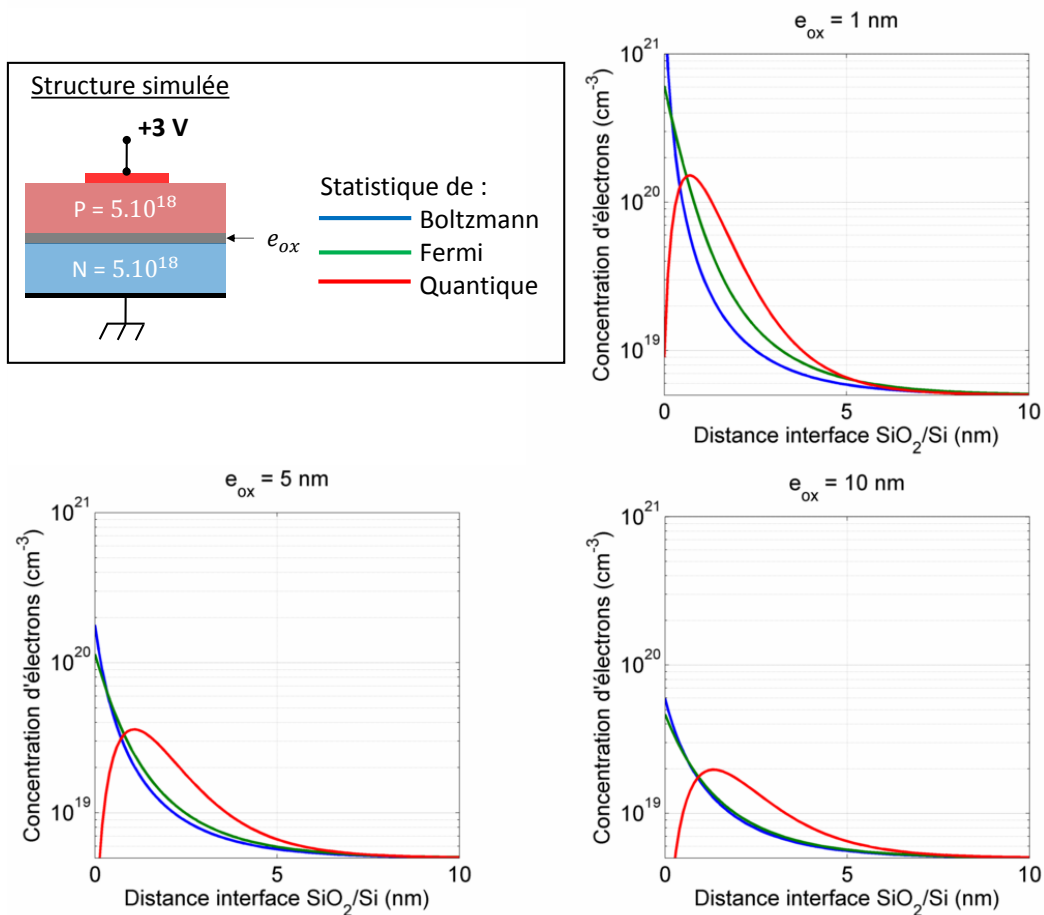 Structure simulée
+3 V
P = 5.10¹⁸
e_ox
N = 5.10¹⁸
Statistique de :
Boltzmann
Fermi
Quantique
e_ox = 1 nm
Concentration d'électrons (cm⁻³)
10²¹
10²⁰
10¹⁹
0
5
10
Distance interface SiO₂/Si (nm)
e_ox = 5 nm
Concentration d'électrons (cm⁻³)
10²¹
10²⁰
10¹⁹
0
5
10
Distance interface SiO₂/Si (nm)
e_ox = 10 nm
Concentration d'électrons (cm⁻³)
10²¹
10²⁰
10¹⁹
0
5
10
Distance interface SiO₂/Si (nm)